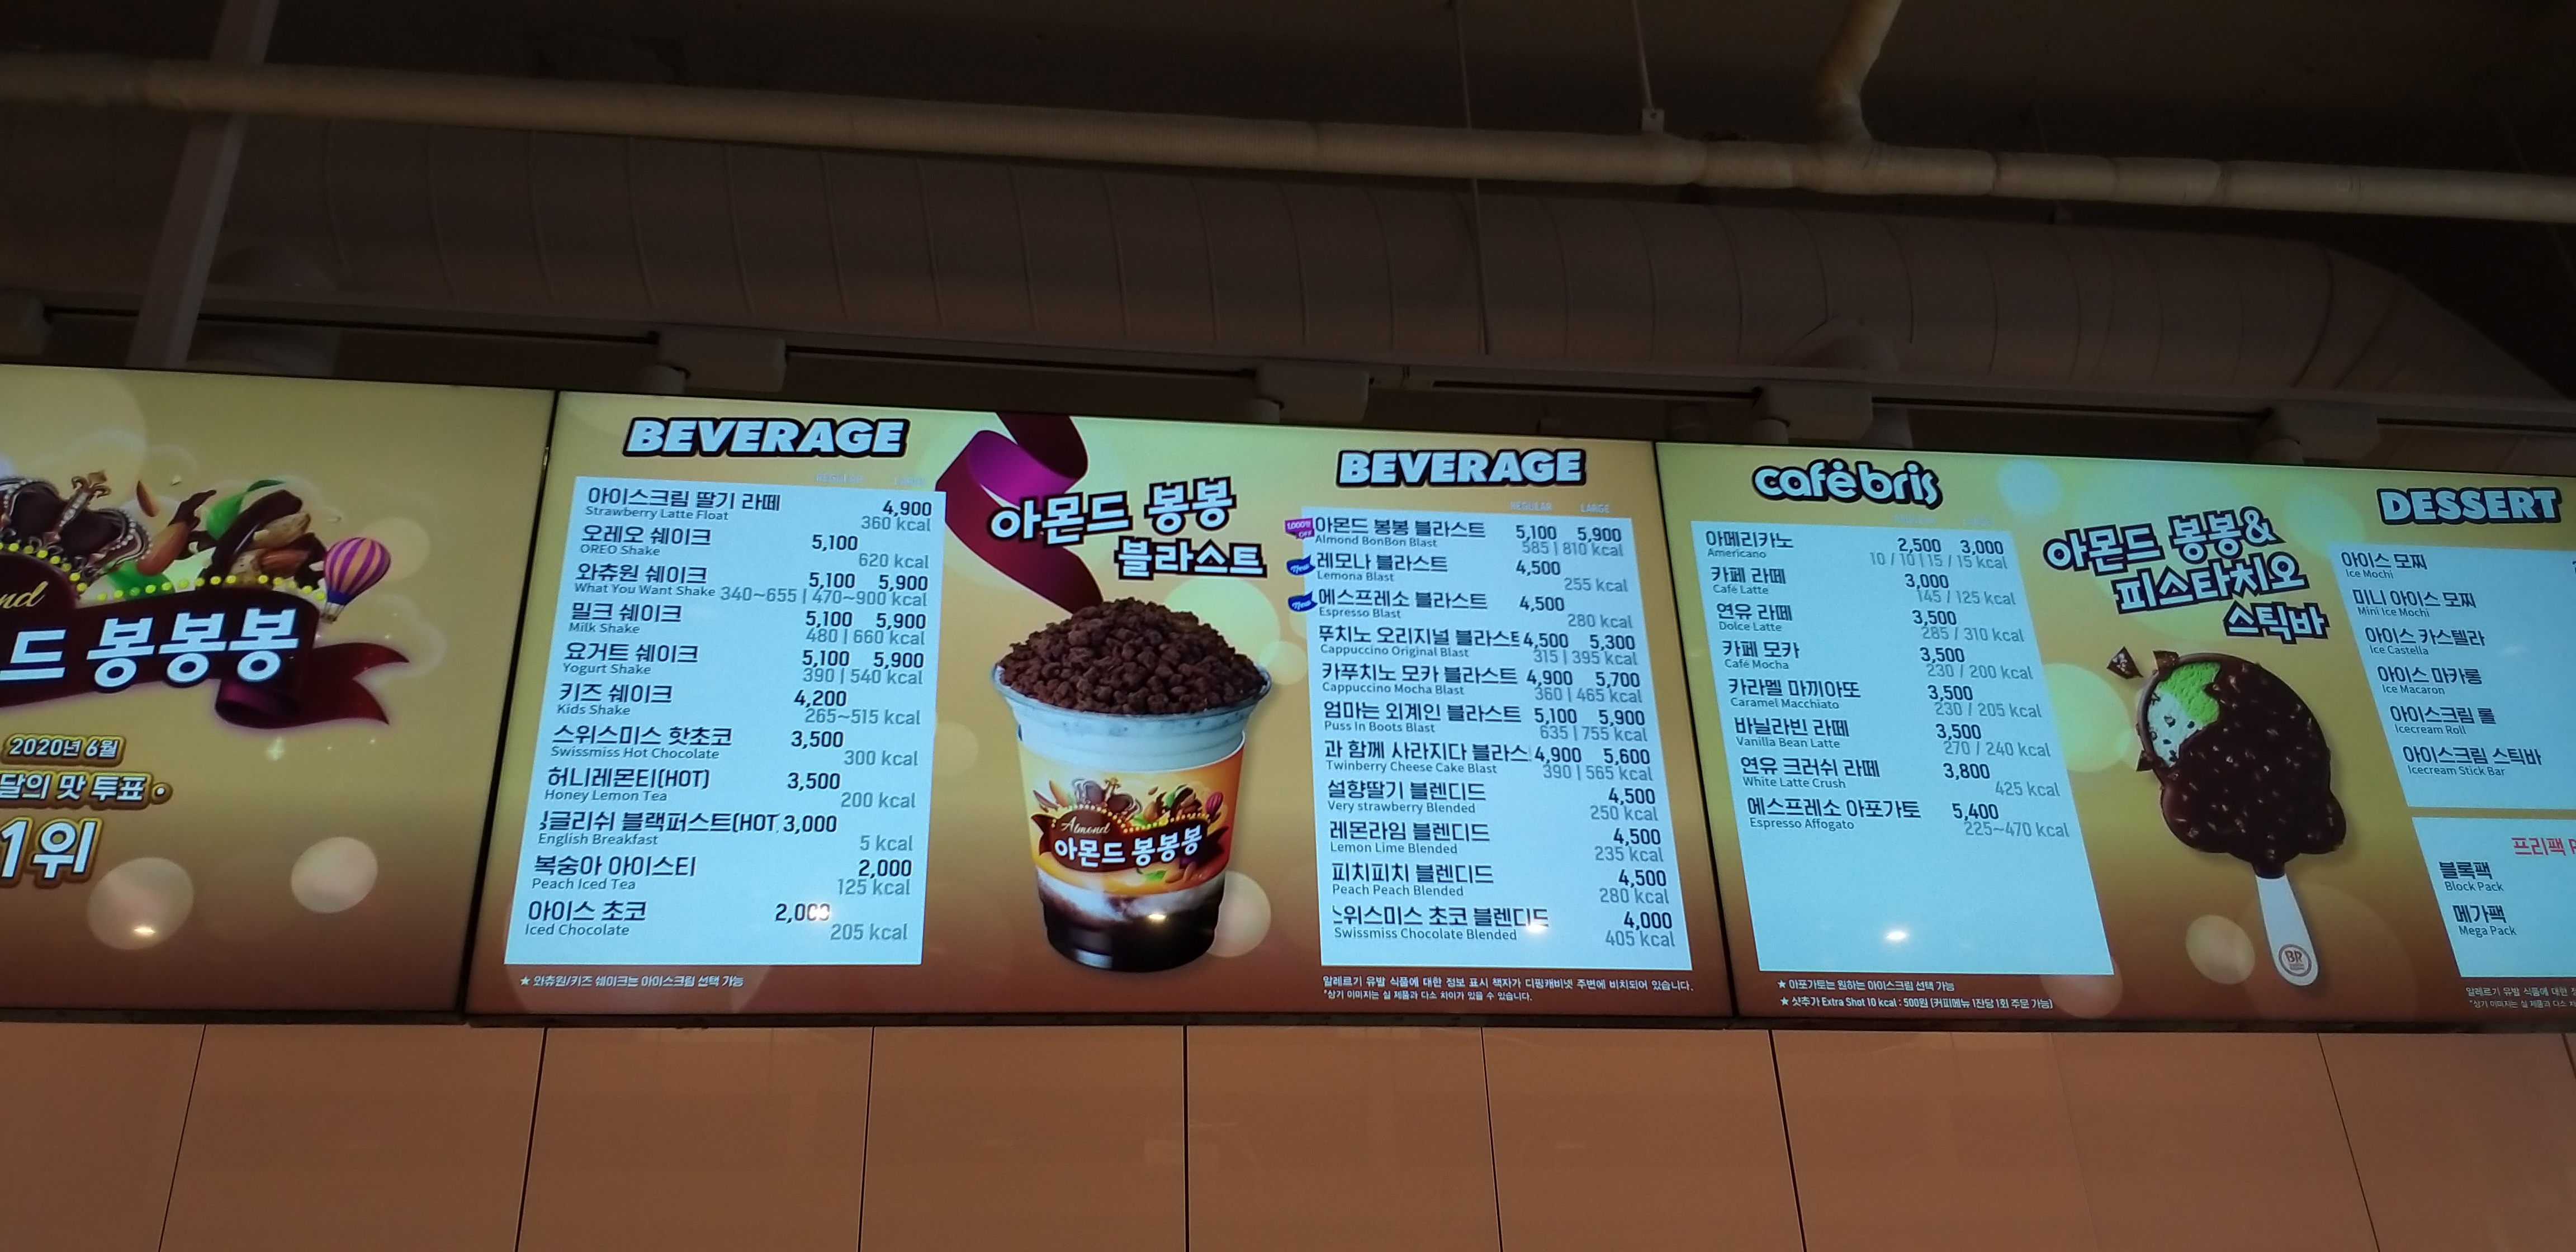 드 봉봉봉
2020년 6월
달의 맛 투표
1위
BEVERAGE
REGULAR LARGE
아이스크림 딸기 라떼 4,900
Strawberry Latte Float 360 kcal
오레오 쉐이크 5,100
OREO Shake 620 kcal
와츄원 쉐이크 5,100 5,900
What You Want Shake 340~655 | 470~900 kcal
밀크 쉐이크 5,100 5,900
Milk Shake 480 | 660 kcal
요거트 쉐이크 5,100 5,900
Yogurt Shake 390 | 540 kcal
키즈 쉐이크 4,200
Kids Shake 265~515 kcal
스위스미스 핫초코 3,500
Swissmiss Hot Chocolate 300 kcal
허니레몬티(HOT) 3,500
Honey Lemon Tea 200 kcal
글리쉬 블랙퍼스트(HOT 3,000
English Breakfast 5 kcal
복숭아 아이스티 2,000
Peach Iced Tea 125 kcal
아이스 초코 2,000
Iced Chocolate 205 kcal
★ 와츄원/키즈 쉐이크는 아이스크림 선택 가능
아몬드 봉봉
블라스트
Almond
아몬드 봉봉봉
BEVERAGE
REGULAR LARGE
아몬드 봉봉 블라스트 5,100 5,900
Almond BonBon Blast 585 | 810 kcal
New 레모나 블라스트 4,500
Lemona Blast 255 kcal
New 에스프레소 블라스트 4,500
Espresso Blast 280 kcal
푸치노 오리지널 블라스트 4,500 5,300
Cappuccino Original Blast 315 | 395 kcal
카푸치노 모카 블라스트 4,900 5,700
Cappuccino Mocha Blast 360 | 465 kcal
엄마는 외계인 블라스트 5,100 5,900
Puss In Boots Blast 635 | 755 kcal
과 함께 사라지다 블라스 4,900 5,600
Twinberry Cheese Cake Blast 390 | 565 kcal
설향딸기 블렌디드 4,500
Very strawberry Blended 250 kcal
레몬라임 블렌디드 4,500
Lemon Lime Blended 235 kcal
피치피치 블렌디드 4,500
Peach Peach Blended 280 kcal
위스미스 초코 블렌디드 4,000
Swissmiss Chocolate Blended 405 kcal
알레르기 유발 식품에 대한 정보 표시 책자가 디핑캐비넷 주변에 비치되어 있습니다.
*상기 이미지는 실 제품과 다소 차이가 있을 수 있습니다.
cafébris
아메리카노 2,500 3,000
Americano 10 / 10 | 15 / 15 kcal
카페 라떼 3,000
Café Latte 145 / 125 kcal
연유 라떼 3,500
Dolce Latte 285 / 310 kcal
카페 모카 3,500
Café Mocha 230 / 200 kcal
카라멜 마끼아또 3,500
Caramel Macchiato 230 / 205 kcal
바닐라빈 라떼 3,500
Vanilla Bean Latte 270 / 240 kcal
연유 크러쉬 라떼 3,800
White Latte Crush 425 kcal
에스프레소 아포가토 5,400
Espresso Affogato 225~470 kcal
★ 아포가토는 원하는 아이스크림 선택 가능
★ 샷추가 Extra Shot 10 kcal : 500원 (커피메뉴 1잔당 1회 주문 가능)
아몬드 봉봉&
피스타치오
스틱바
BR
DESSERT
아이스 모찌
Ice Mochi
미니 아이스 모찌
Mini Ice Mochi
아이스 카스텔라
Ice Castella
아이스 마카롱
Ice Macaron
아이스크림 롤
Icecream Roll
아이스크림 스틱바
Icecream Stick Bar
프리팩
블록팩
Block Pack
메가팩
Mega Pack
알레르기 유발 식품에 대한
*상기 이미지는 실 제품과 다소